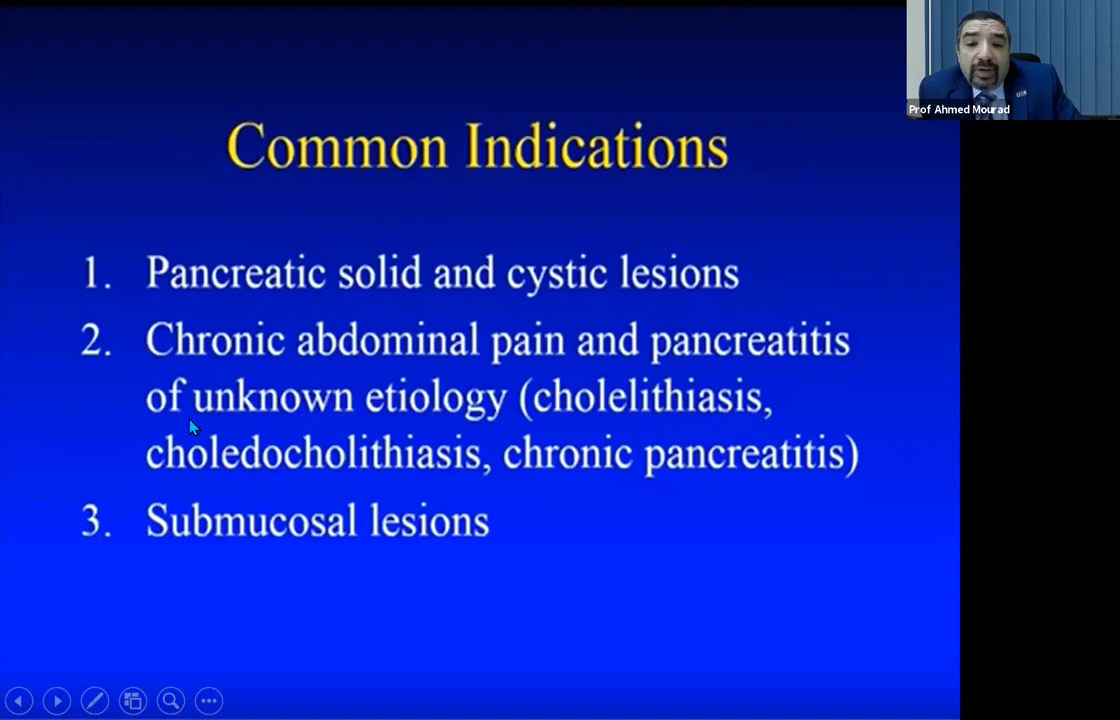 Prof Ahmed Mourad
Common Indications
1. Pancreatic solid and cystic lesions
2. Chronic abdominal pain and pancreatitis
of unknown etiology (cholelithiasis,
choledocholithiasis, chronic pancreatitis)
3. Submucosal lesions